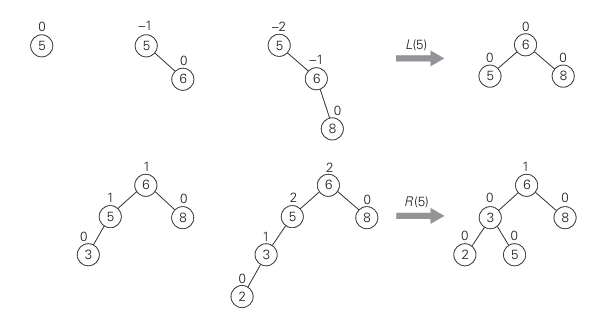 0 -1 -2 0
5 5 0 5 -1 L(5) 0 6 0
6 6 5 8
0
8
1 2 1
1 6 0 2 6 0 0 6 0
5 8 5 8 R(5) 3 8
0 1 0 0
3 3 2 5
0
2